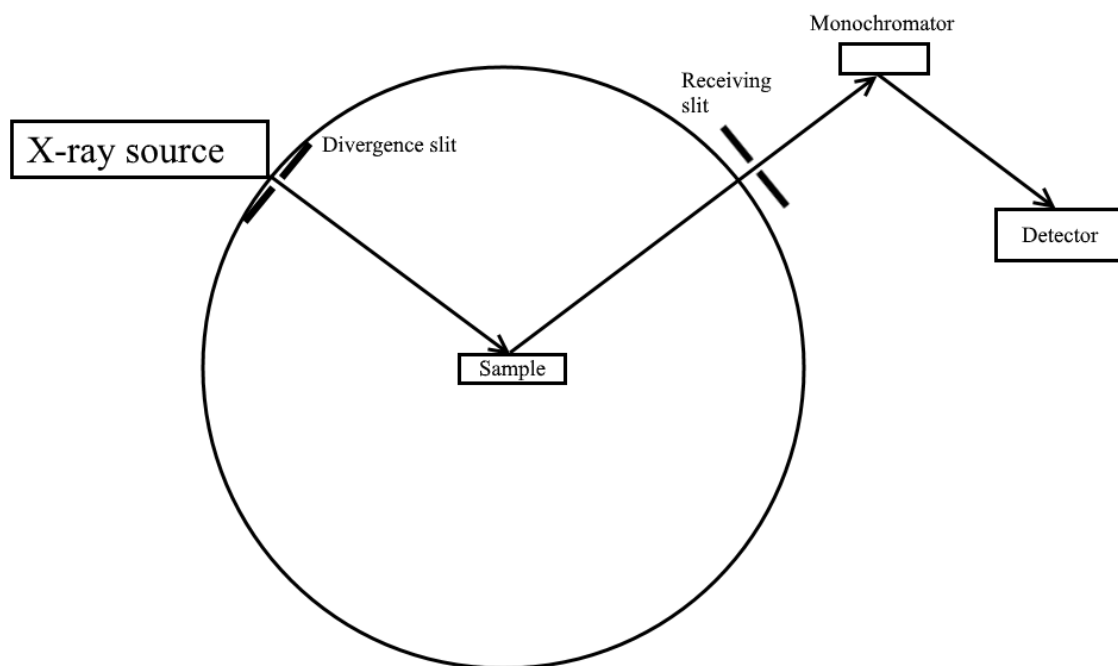 Monochromator
Receiving
slit
X-ray source
Divergence slit
Detector
Sample